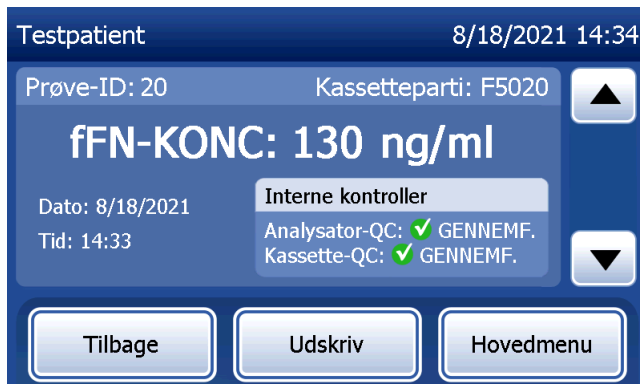 Testpatient 8/18/2021 14:34
Prøve-ID: 20 Kassetteparti: F5020
fFN-KONC: 130 ng/ml
Dato: 8/18/2021
Tid: 14:33
Interne kontroller
Analysator-QC: GENNEMF.
Kassette-QC: GENNEMF.
Tilbage Udskriv Hovedmenu